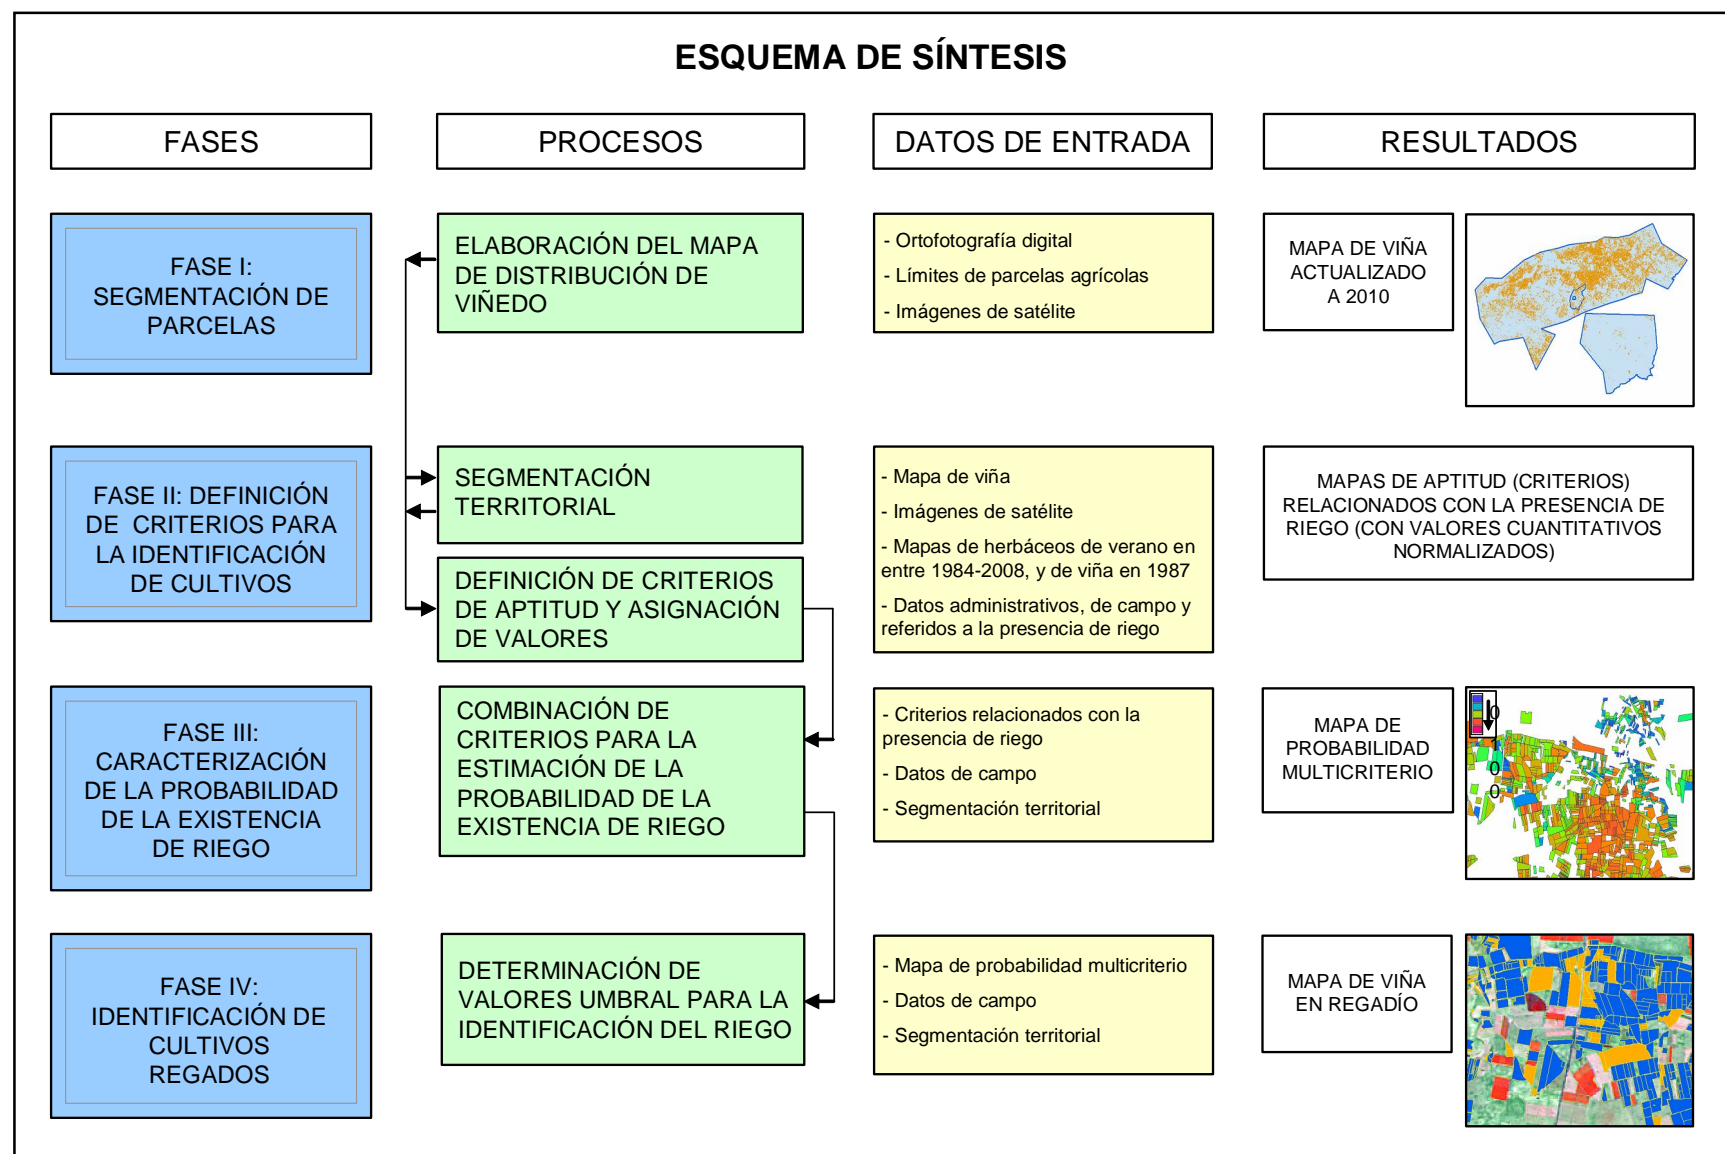 ESQUEMA DE SÍNTESIS
FASES
PROCESOS
DATOS DE ENTRADA
RESULTADOS
FASE I:
SEGMENTACIÓN DE
PARCELAS
ELABORACIÓN DEL MAPA
DE DISTRIBUCIÓN DE
VIÑEDO
- Ortofotografía digital
- Límites de parcelas agrícolas
- Imágenes de satélite
MAPA DE VIÑA
ACTUALIZADO
A 2010
FASE II: DEFINICIÓN
DE  CRITERIOS PARA
LA IDENTIFICACIÓN
DE CULTIVOS
SEGMENTACIÓN
TERRITORIAL
DEFINICIÓN DE CRITERIOS
DE APTITUD Y ASIGNACIÓN
DE VALORES
- Mapa de viña
- Imágenes de satélite
- Mapas de herbáceos de verano en
entre 1984-2008, y de viña en 1987
- Datos administrativos, de campo y
referidos a la presencia de riego
MAPAS DE APTITUD (CRITERIOS)
RELACIONADOS CON LA PRESENCIA DE
RIEGO (CON VALORES CUANTITATIVOS
NORMALIZADOS)
FASE III:
CARACTERIZACIÓN
DE LA PROBABILIDAD
DE LA EXISTENCIA
DE RIEGO
COMBINACIÓN DE
CRITERIOS PARA LA
ESTIMACIÓN DE LA
PROBABILIDAD DE LA
EXISTENCIA DE RIEGO
- Criterios relacionados con la
presencia de riego
- Datos de campo
- Segmentación territorial
MAPA DE
PROBABILIDAD
MULTICRITERIO
0
1
0
0
FASE IV:
IDENTIFICACIÓN DE
CULTIVOS
REGADOS
DETERMINACIÓN DE
VALORES UMBRAL PARA LA
IDENTIFICACIÓN DEL RIEGO
- Mapa de probabilidad multicriterio
- Datos de campo
- Segmentación territorial
MAPA DE VIÑA
EN REGADÍO